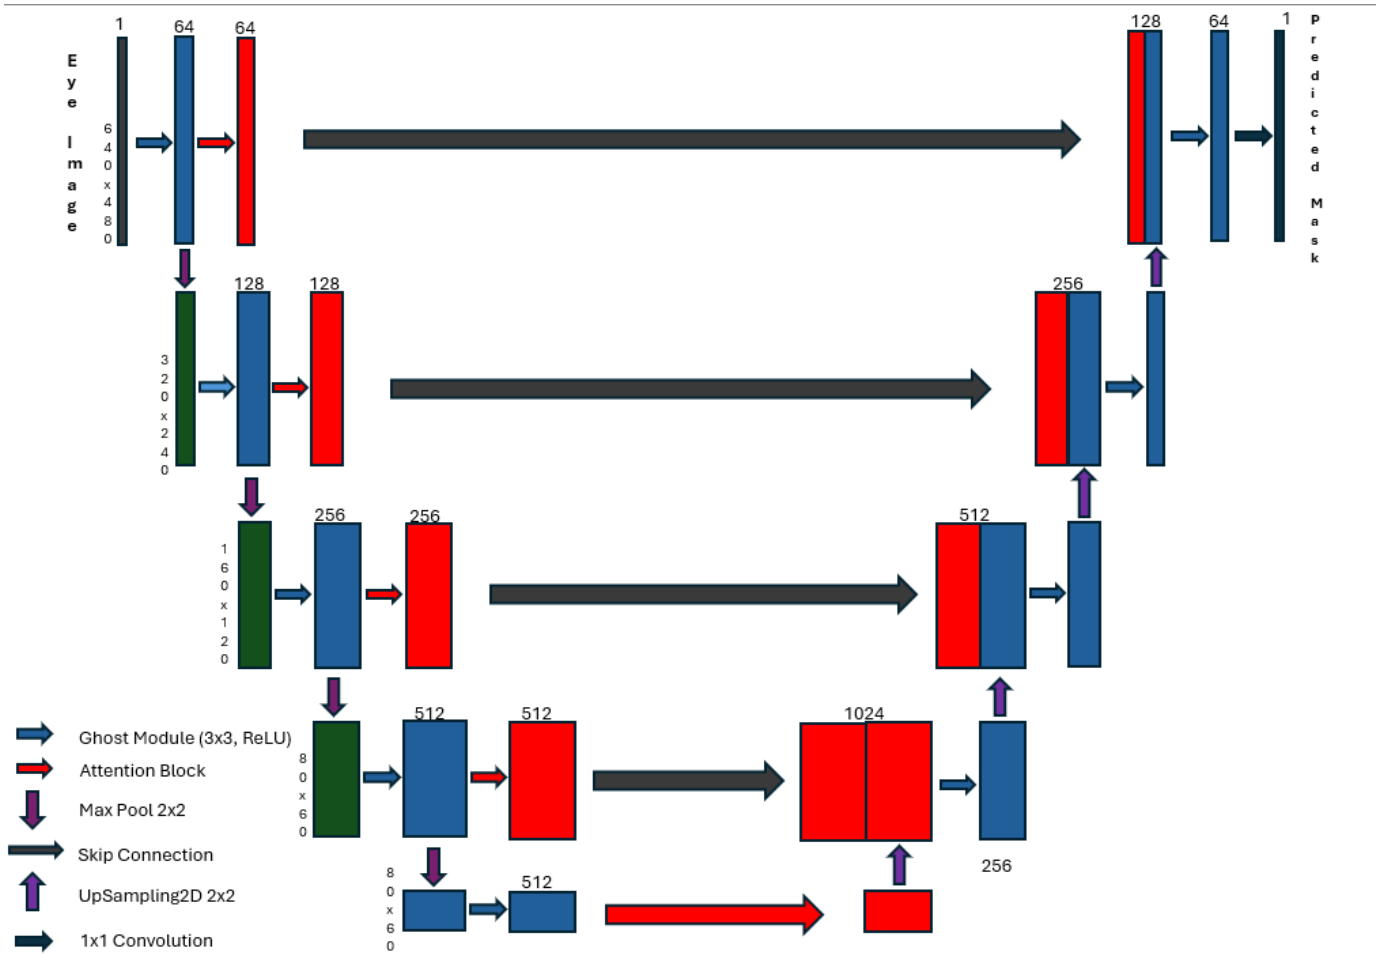 1
64
64
128
64
1
Eye Image
640x480
Predicted Mask
128
128
256
320x240
256
256
512
160x120
512
512
1024
80x60
256
80x60
512
Ghost Module (3x3, ReLU)
Attention Block
Max Pool 2x2
Skip Connection
UpSampling2D 2x2
1x1 Convolution